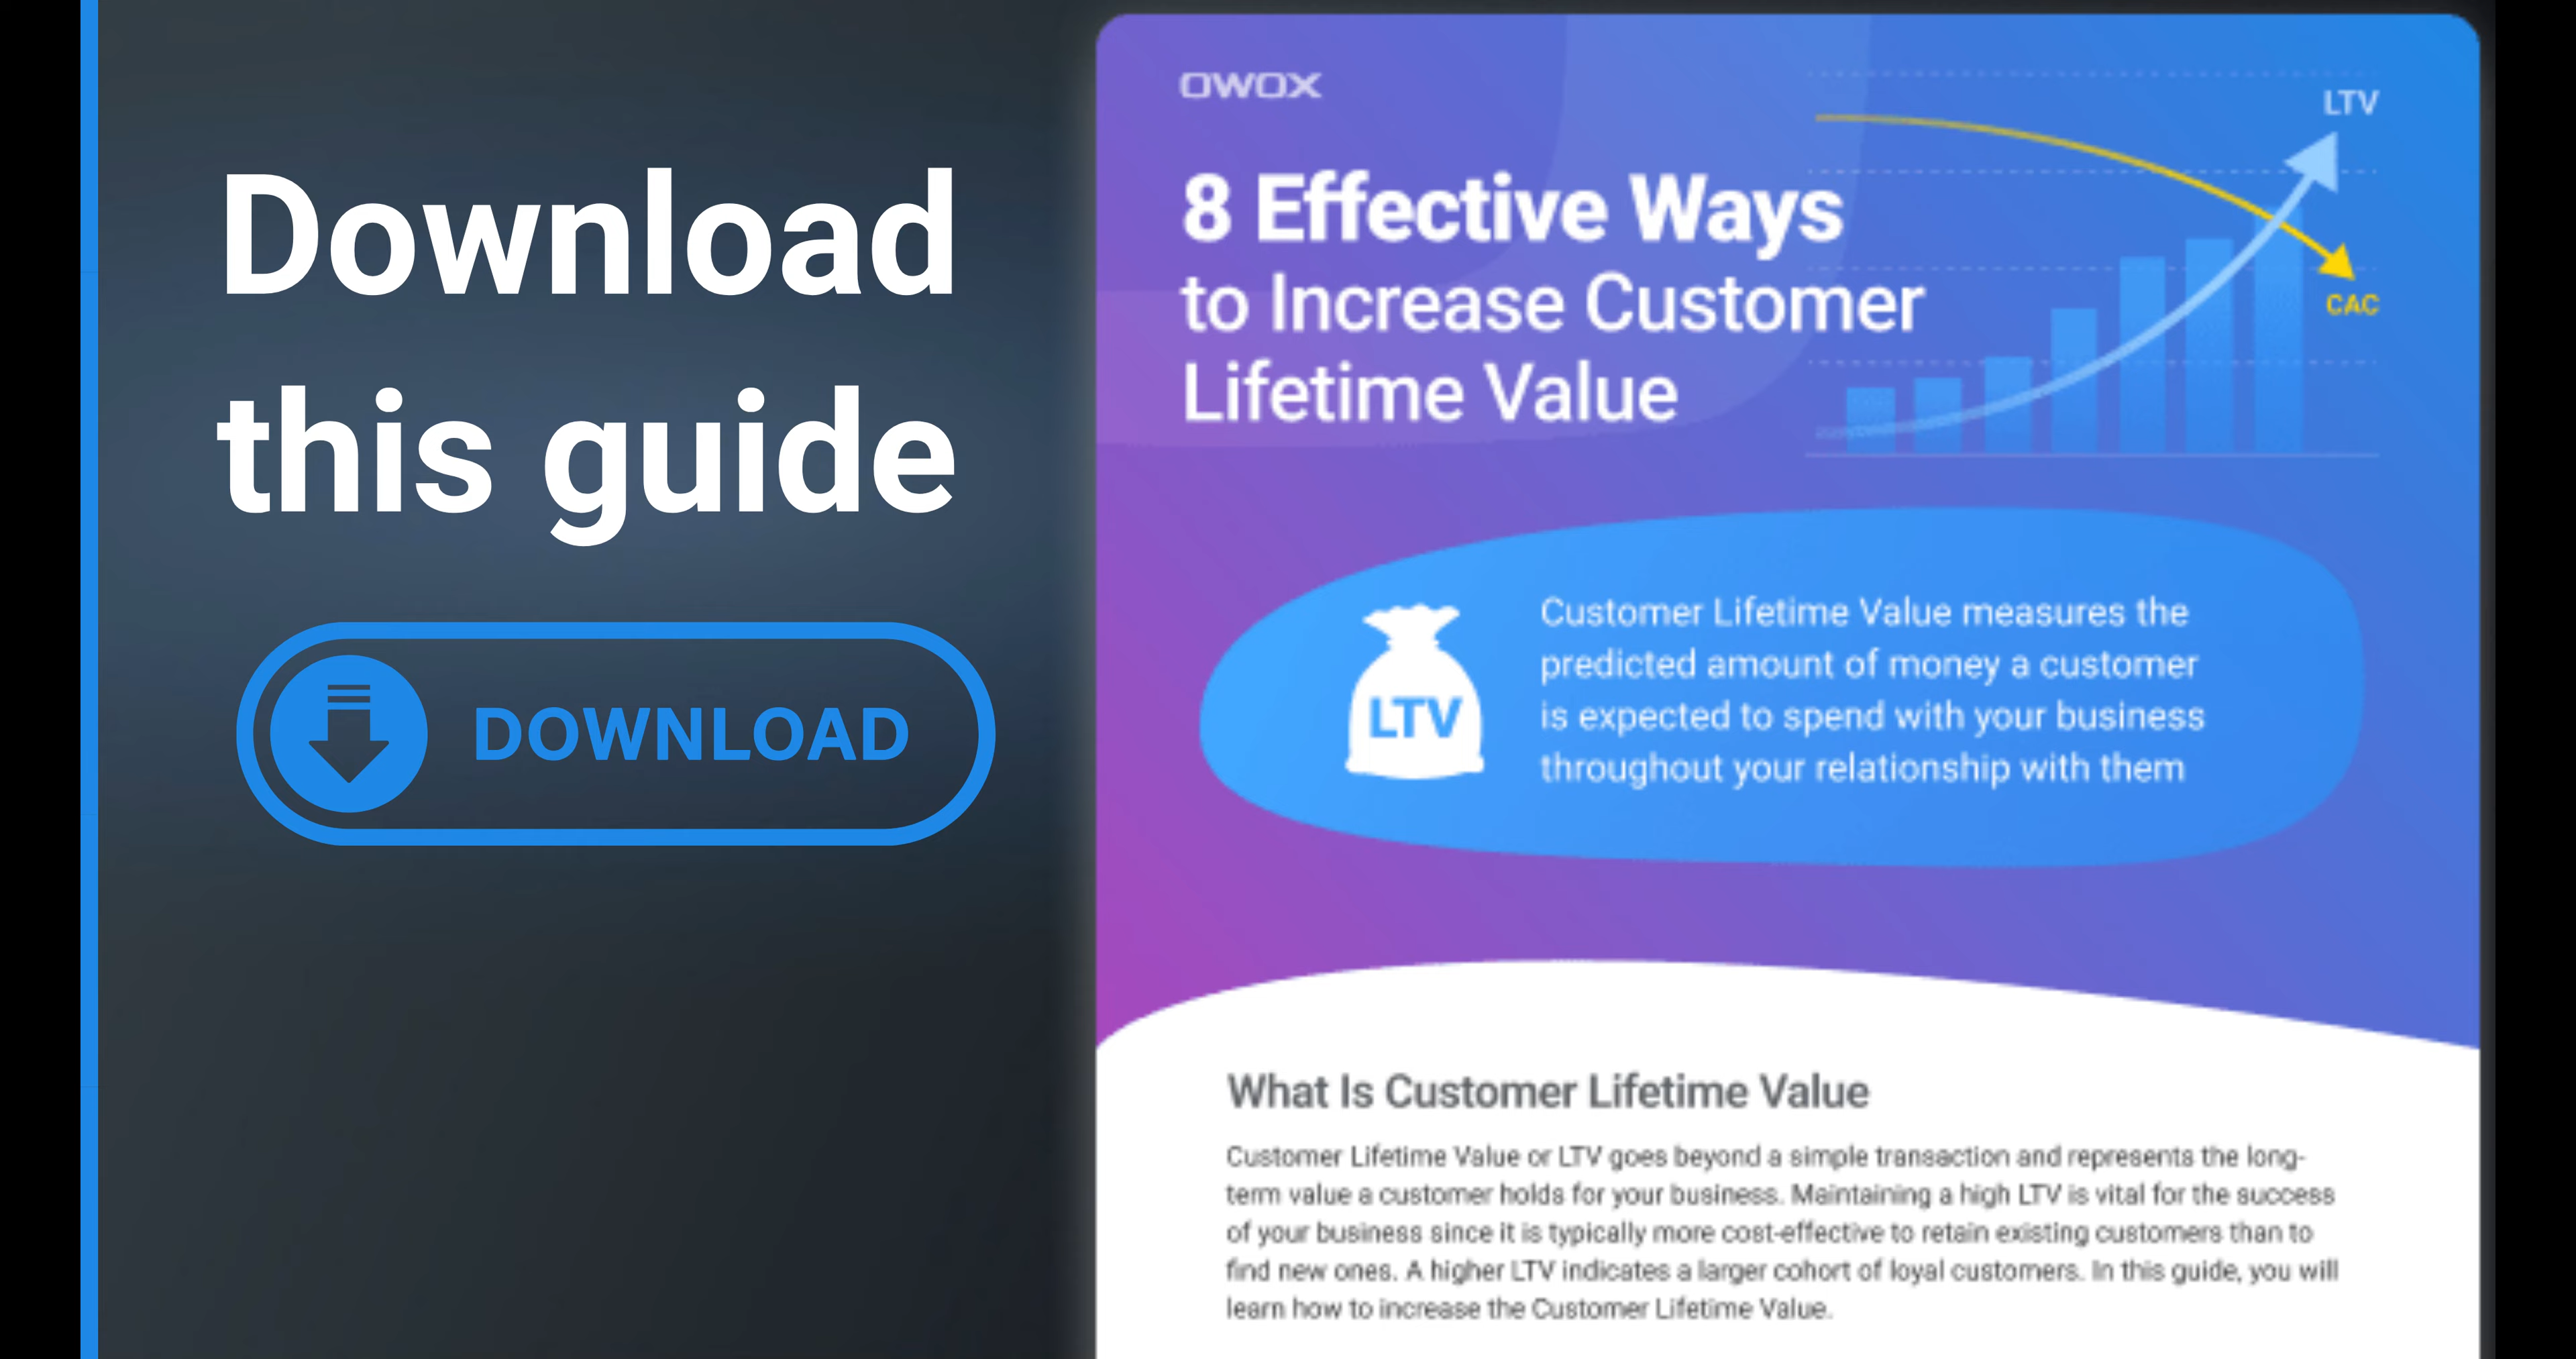 Download
this guide
DOWNLOAD
OWOX
8 Effective Ways
to Increase Customer
Lifetime Value
LTV
CAC
LTV
Customer Lifetime Value measures the
predicted amount of money a customer
is expected to spend with your business
throughout your relationship with them
What Is Customer Lifetime Value
Customer Lifetime Value or LTV goes beyond a simple transaction and represents the long-
term value a customer holds for your business. Maintaining a high LTV is vital for the success
of your business since it is typically more cost-effective to retain existing customers than to
find new ones. A higher LTV indicates a larger cohort of loyal customers. In this guide, you will
learn how to increase the Customer Lifetime Value.